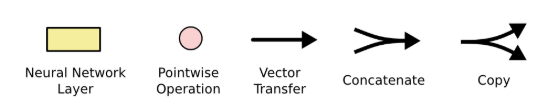 Neural Network
Layer
Pointwise
Operation
Vector
Transfer
Concatenate
Copy